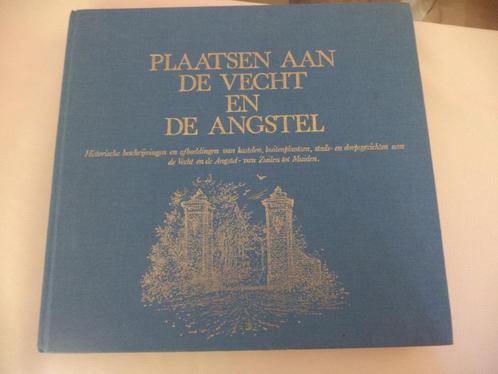 PLAATSEN AAN
DE VECHT
EN
DE ANGSTEL
Historische beschrijvingen en afbeeldingen van kastelen, buitenplaatsen, stads- en dorpsgezichten aan
de Vecht en de Angstel - van Zuilen tot Muiden.